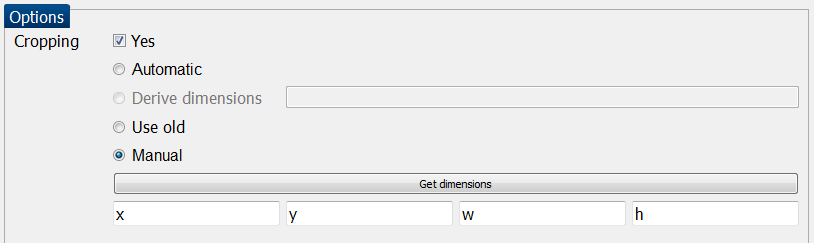 Options
Cropping Yes
Automatic
Derive dimensions
Use old
Manual
Get dimensions
x y w h